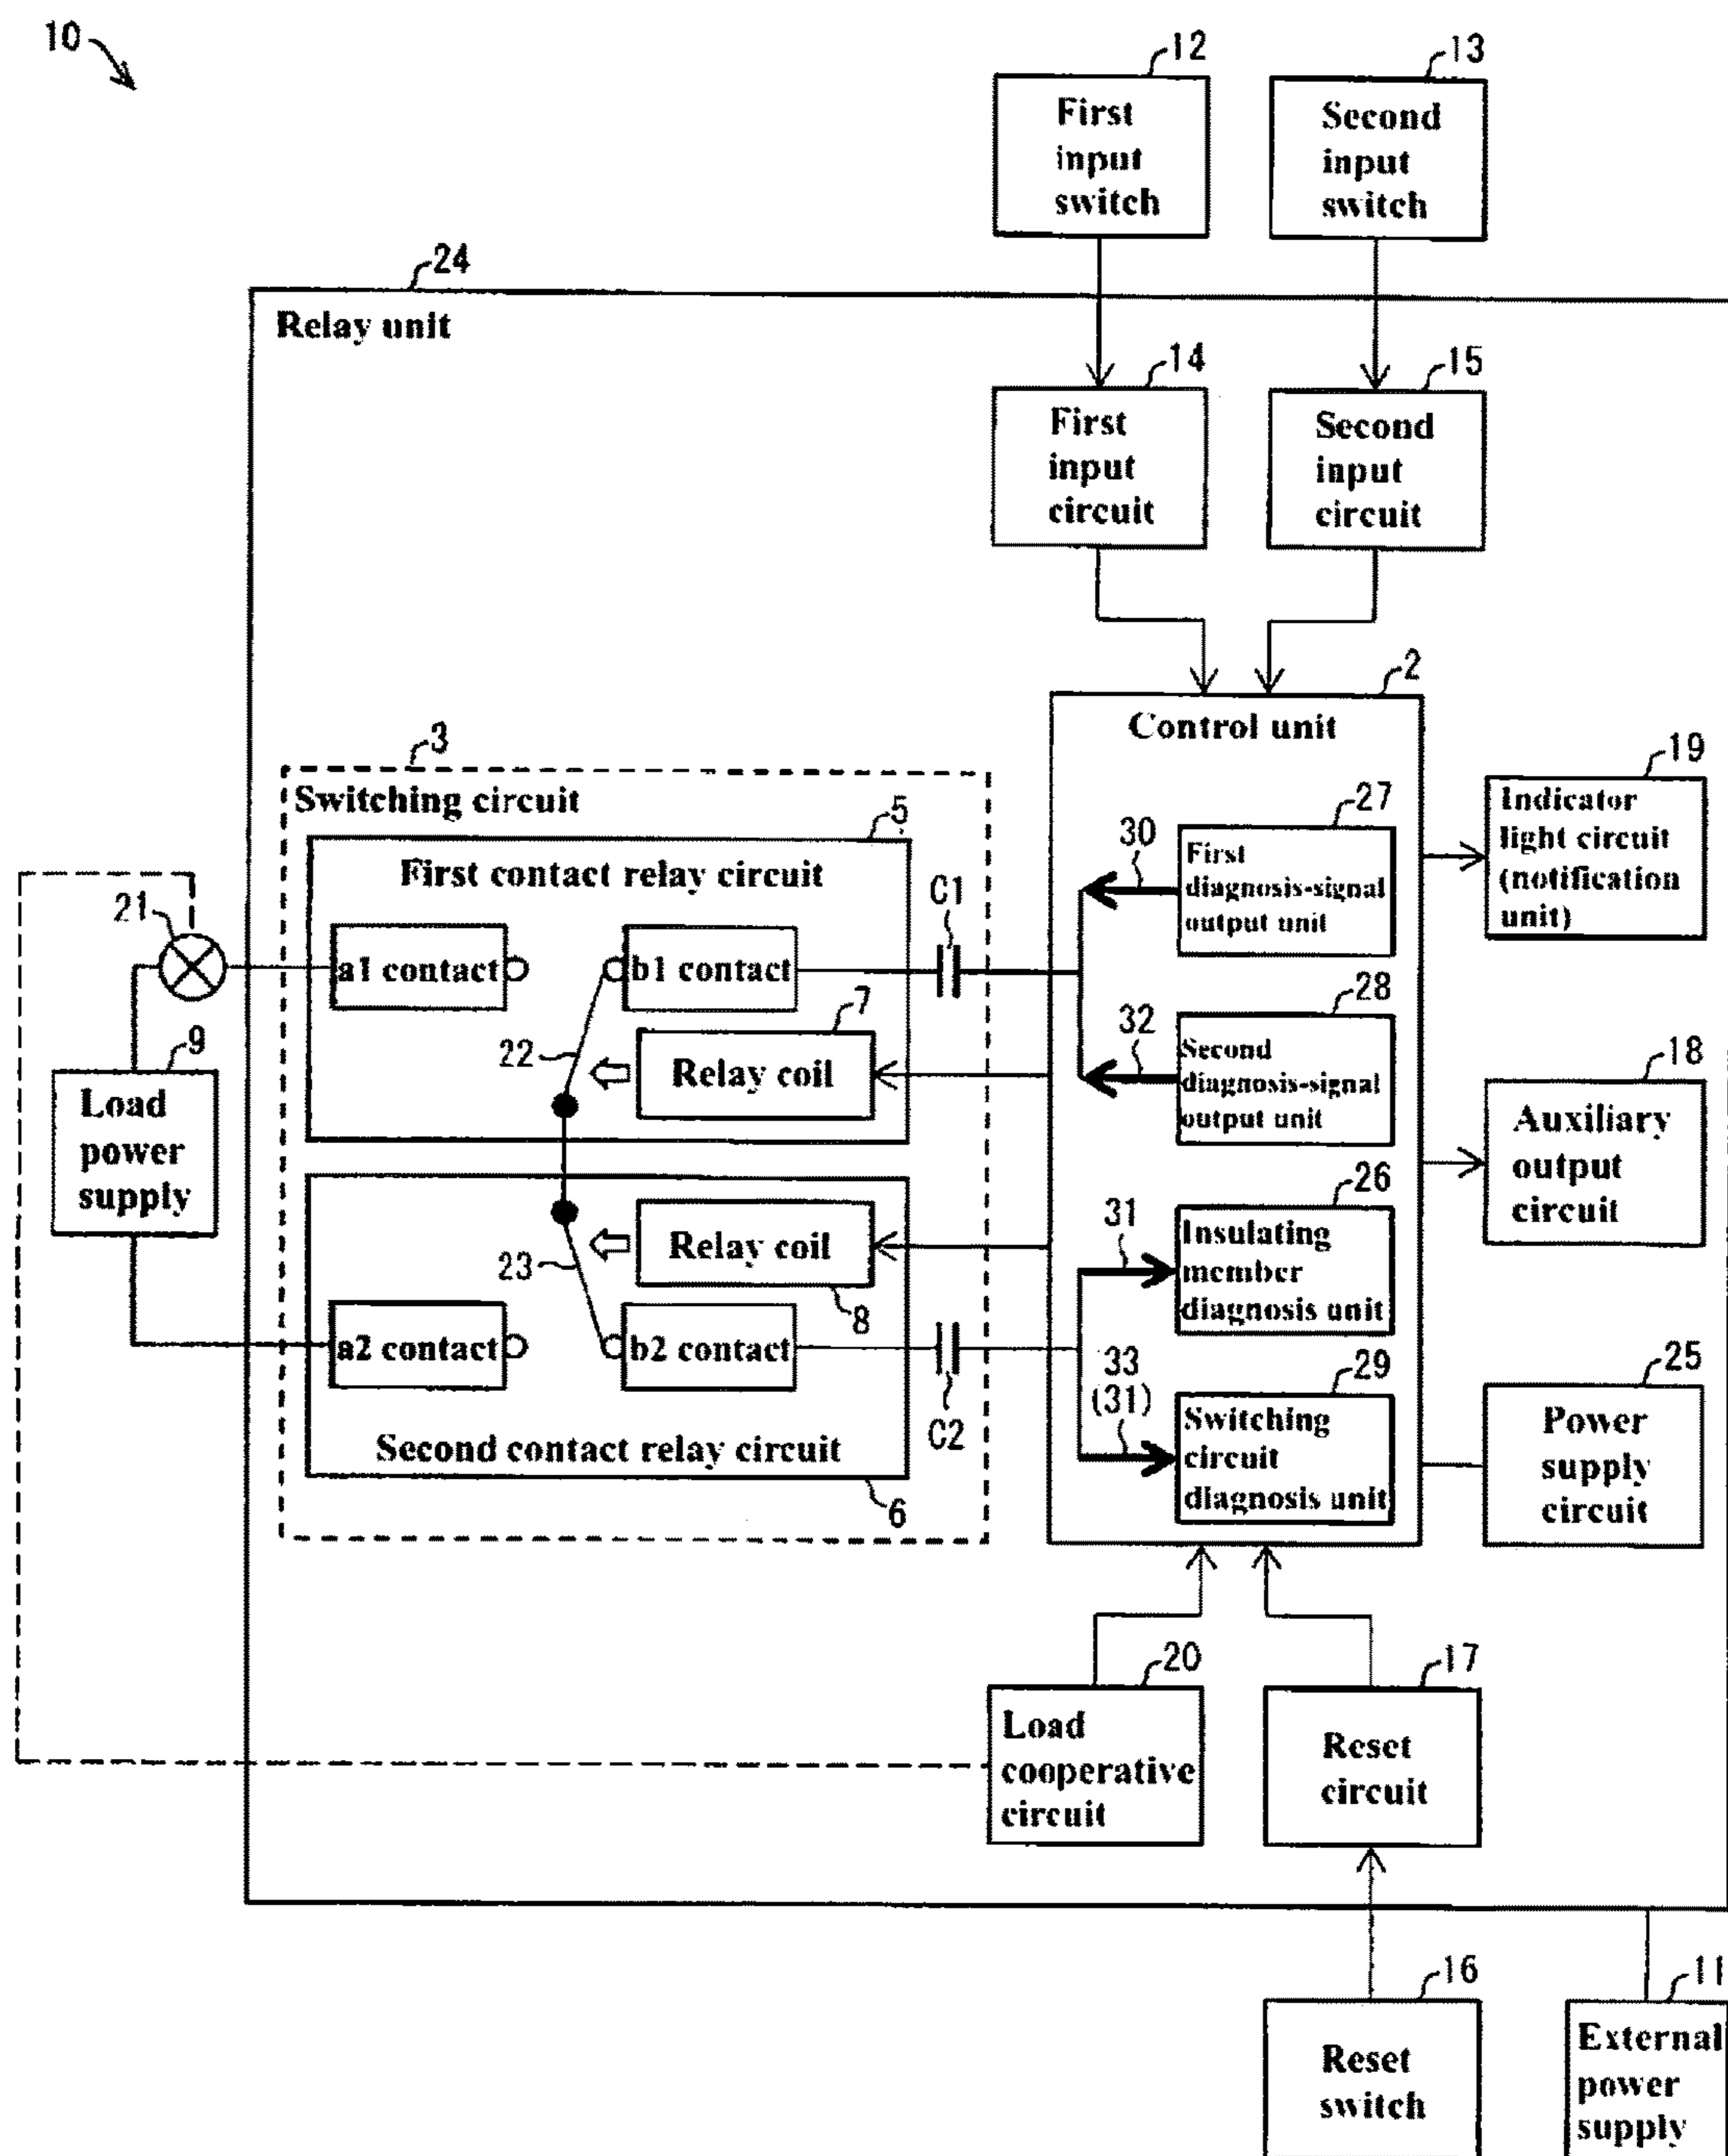 10
12
First
input
switch
13
Second
input
switch
24
Relay unit
14
First
input
circuit
15
Second
input
circuit
2
Control unit
3
Switching circuit
5
First contact relay circuit
21
a1 contact
b1 contact
C1
22
7
Relay coil
9
Load
power
supply
23
Relay coil
8
a2 contact
b2 contact
C2
Second contact relay circuit
6
30
27
First
diagnosis-signal
output unit
32
28
Second
diagnosis-signal
output unit
31
26
Insulating
member
diagnosis unit
33
(31)
29
Switching
circuit
diagnosis unit
19
Indicator
light circuit
(notification
unit)
18
Auxiliary
output
circuit
25
Power
supply
circuit
20
Load
cooperative
circuit
17
Reset
circuit
16
Reset
switch
11
External
power
supply